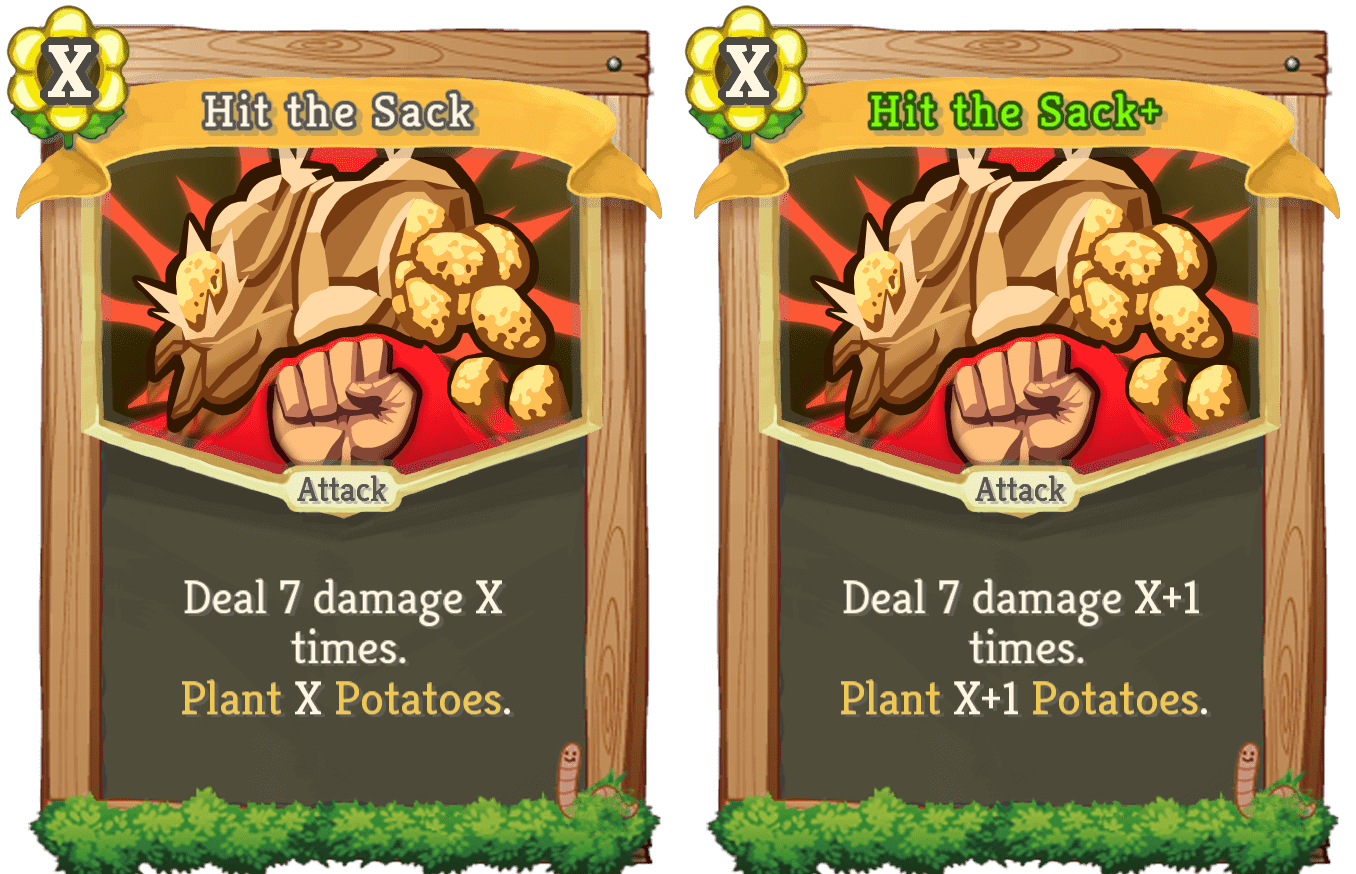 X
Hit the Sack
Attack
Deal 7 damage X
times.
Plant X Potatoes.
X
Hit the Sack+
Attack
Deal 7 damage X+1
times.
Plant X+1 Potatoes.